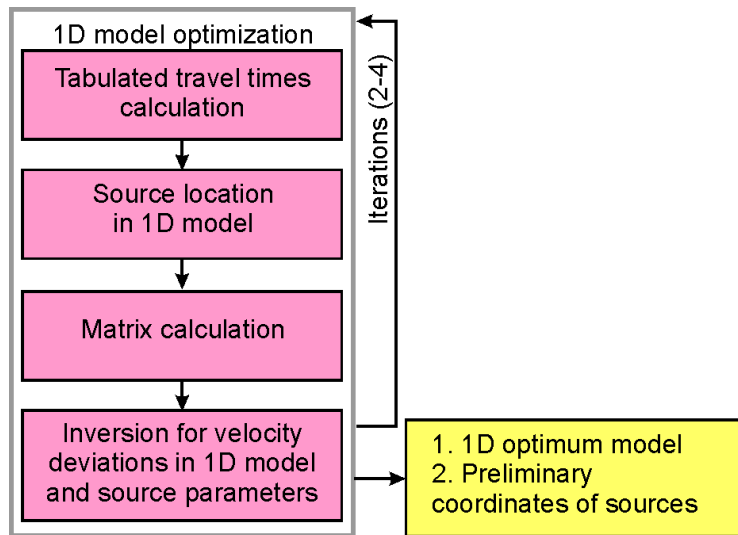 1D model optimization
Tabulated travel times
calculation
Source location
in 1D model
Matrix calculation
Inversion for velocity
deviations in 1D model
and source parameters
Iterations (2-4)
1. 1D optimum model
2. Preliminary
coordinates of sources